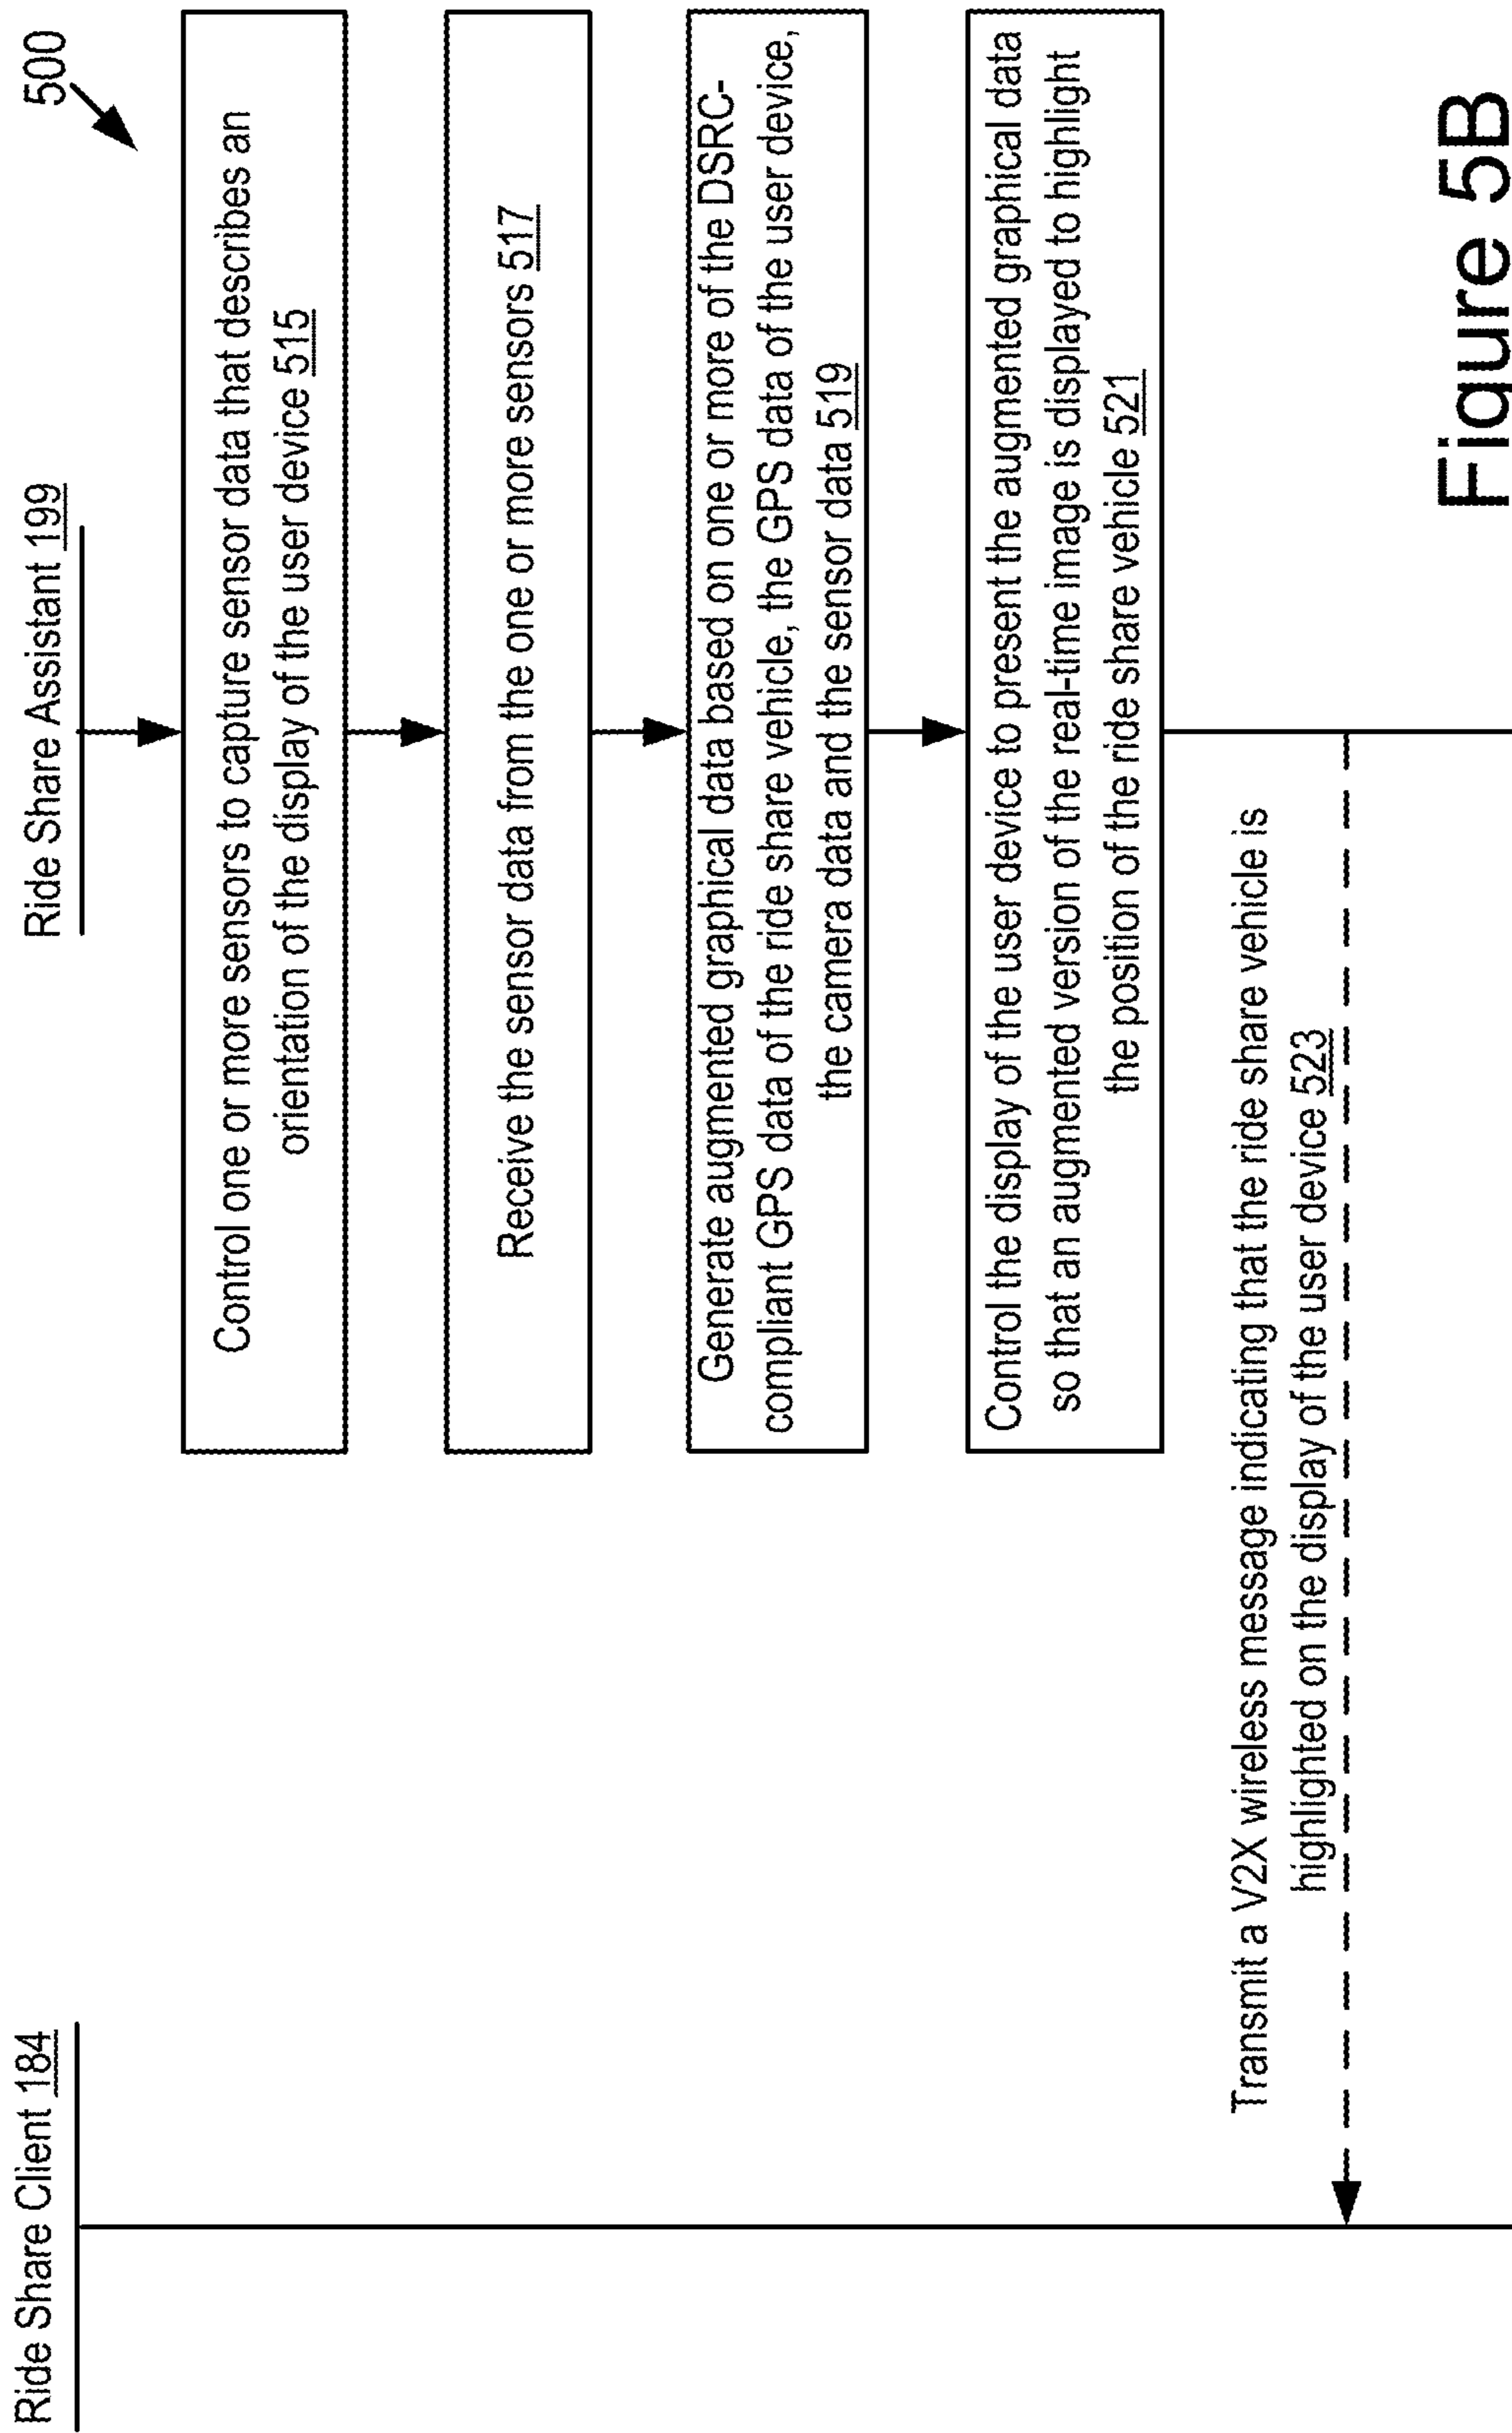 500
Ride Share Client 184
Ride Share Assistant 199
Control one or more sensors to capture sensor data that describes an
orientation of the display of the user device 515
Receive the sensor data from the one or more sensors 517
Generate augmented graphical data based on one or more of the DSRC-
compliant GPS data of the ride share vehicle, the GPS data of the user device,
the camera data and the sensor data 519
Control the display of the user device to present the augmented graphical data
so that an augmented version of the real-time image is displayed to highlight
the position of the ride share vehicle 521
Transmit a V2X wireless message indicating that the ride share vehicle is
highlighted on the display of the user device 523
Figure 5B